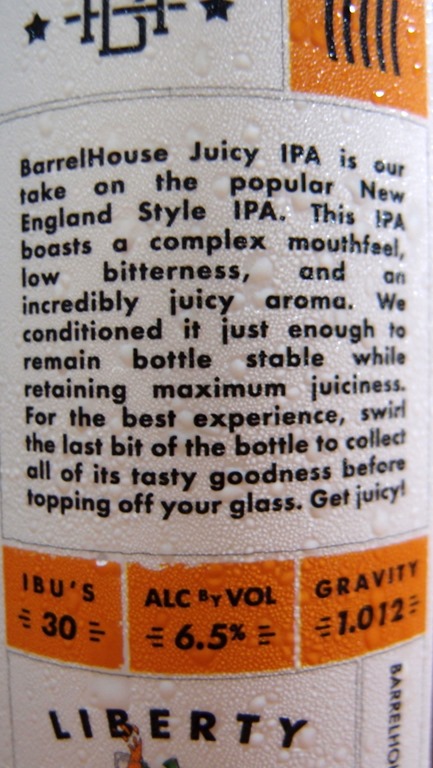 BarrelHouse Juicy IPA is our
take on the popular New
England Style IPA. This IPA
boasts a complex mouthfeel,
low bitterness, and an
incredibly juicy aroma. We
conditioned it just enough to
remain bottle stable while
retaining maximum juiciness.
For the best experience, swirl
the last bit of the bottle to collect
all of its tasty goodness before
topping off your glass. Get juicy!
IBU'S
30
ALC By VOL
6.5%
GRAVITY
1.012
LIBERTY